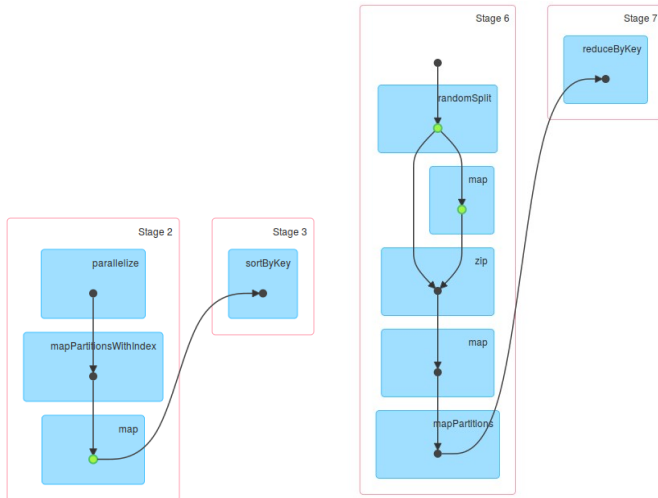 Stage 2
parallelize
mapPartitionsWithIndex
map
Stage 3
sortByKey
Stage 6
randomSplit
map
zip
map
mapPartitions
Stage 7
reduceByKey